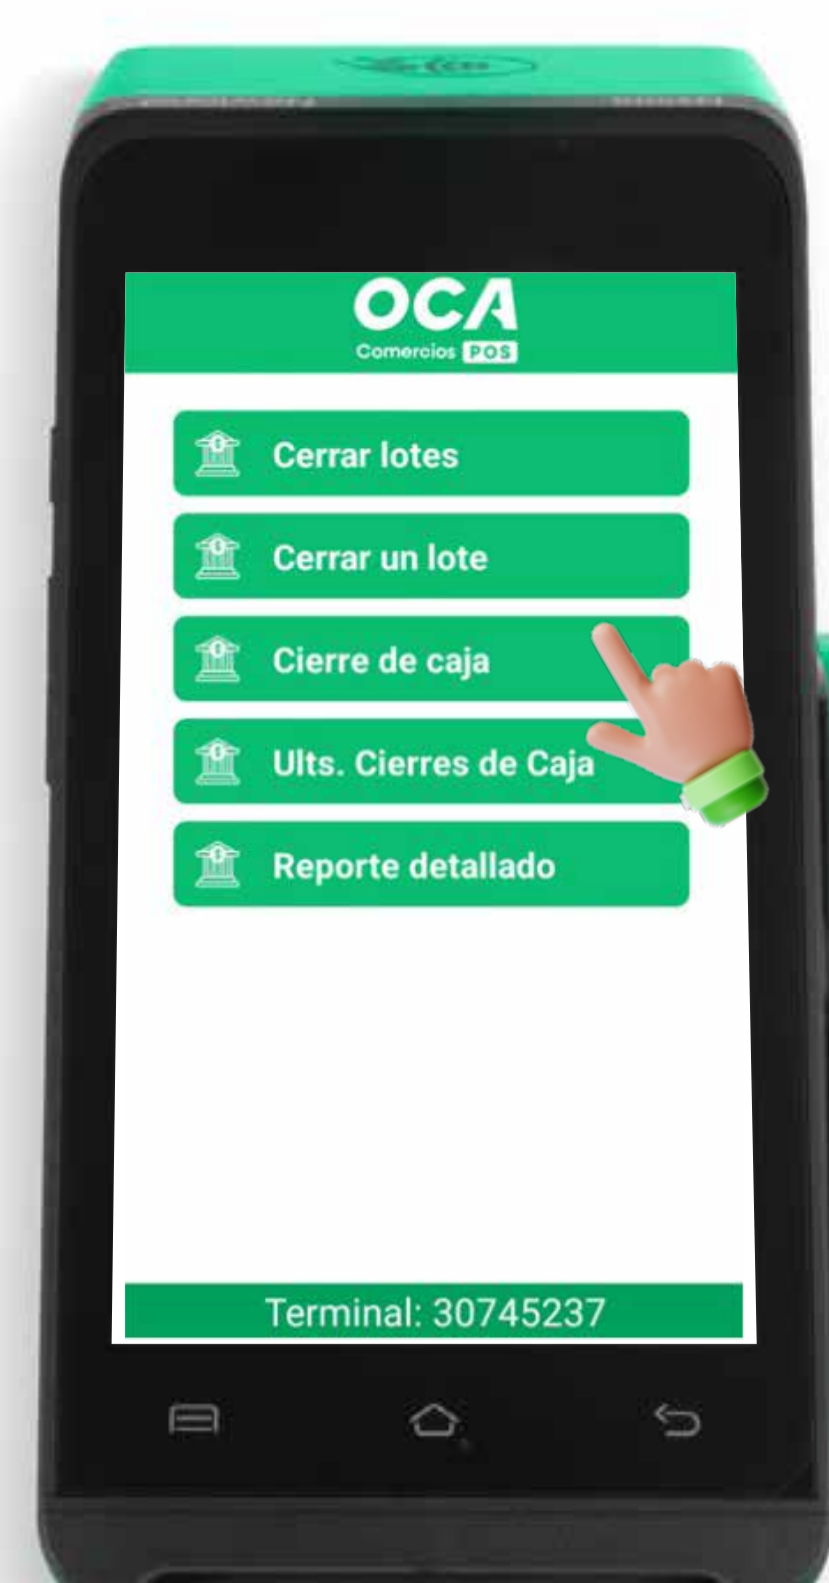 OCA
Comercios POS
Cerrar lotes
Cerrar un lote
Cierre de caja
Ults. Cierres de Caja
Reporte detallado
Terminal: 30745237